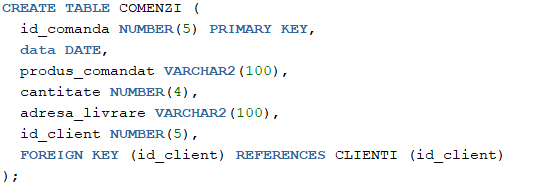 CREATE TABLE COMENZI (
  id_comanda NUMBER(5) PRIMARY KEY,
  data DATE,
  produs_comandat VARCHAR2(100),
  cantitate NUMBER(4),
  adresa_livrare VARCHAR2(100),
  id_client NUMBER(5),
  FOREIGN KEY (id_client) REFERENCES CLIENTI (id_client)
);